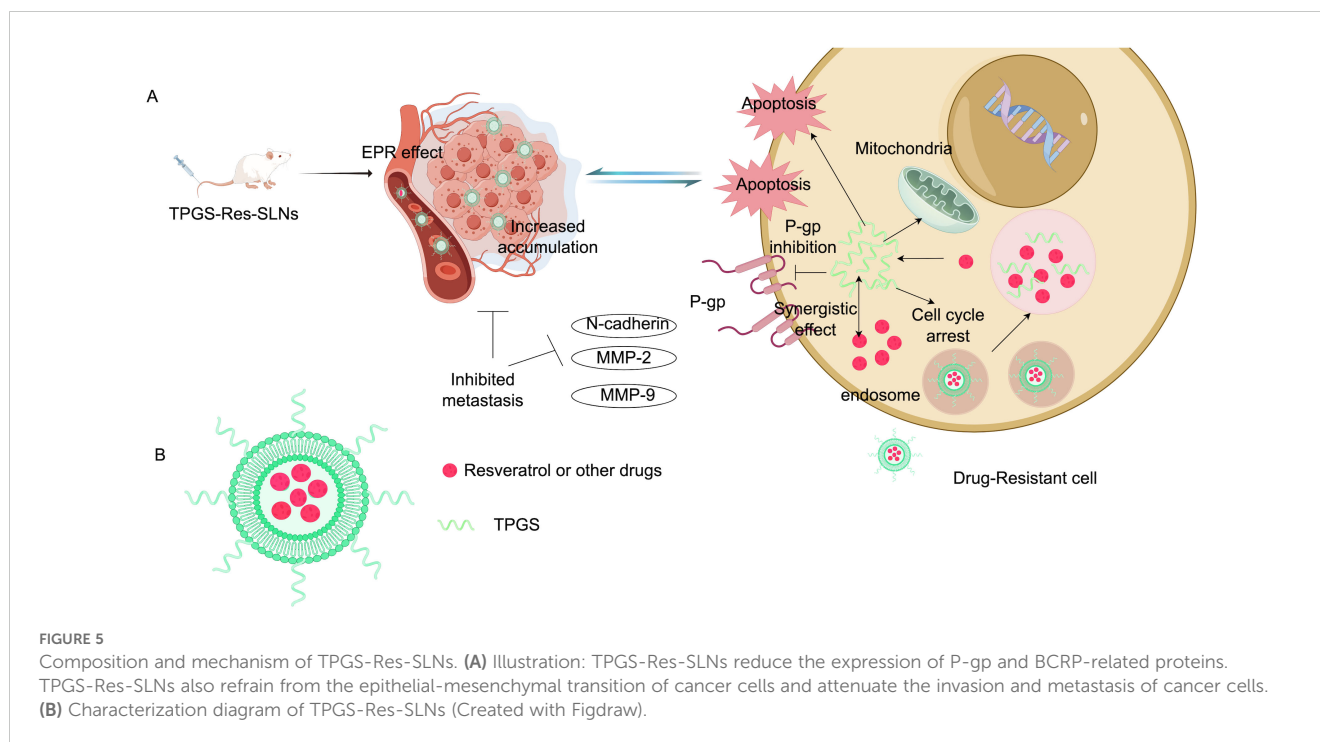 A
TPGS-Res-SLNs
EPR effect
Increased
accumulation
Inhibited
metastasis
N-cadherin
MMP-2
MMP-9
Apoptosis
Apoptosis
Mitochondria
P-gp
inhibition
P-gp
Synergistic
effect
Cell cycle
arrest
endosome
Drug-Resistant cell
B
Resveratrol or other drugs
TPGS
FIGURE 5
Composition and mechanism of TPGS-Res-SLNs. (A) Illustration: TPGS-Res-SLNs reduce the expression of P-gp and BCRP-related proteins.
TPGS-Res-SLNs also refrain from the epithelial-mesenchymal transition of cancer cells and attenuate the invasion and metastasis of cancer cells.
(B) Characterization diagram of TPGS-Res-SLNs (Created with Figdraw).